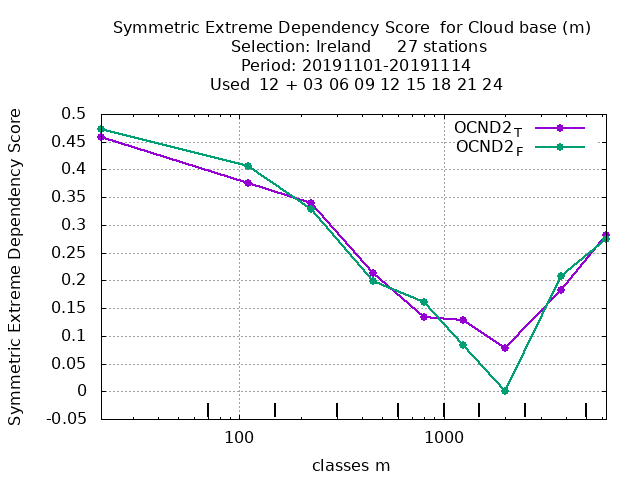 Symmetric Extreme Dependency Score  for Cloud base (m)
Selection: Ireland     27 stations
Period: 20191101-20191114
Used  12 + 03 06 09 12 15 18 21 24
Symmetric Extreme Dependency Score
0.5
0.45
0.4
0.35
0.3
0.25
0.2
0.15
0.1
0.05
0
-0.05
OCND2T
OCND2F
100
1000
classes m